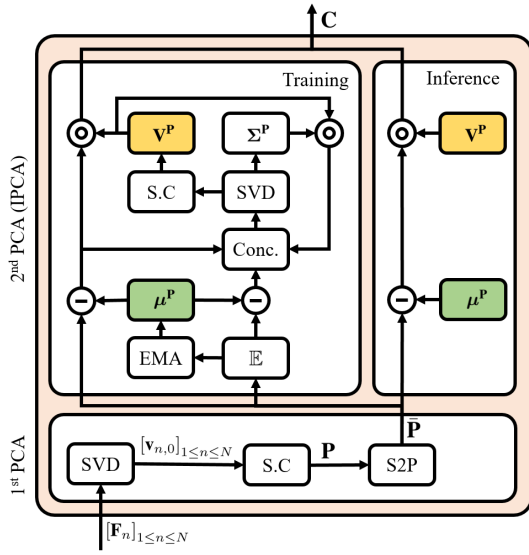 C
Training
Inference
V^P
Σ^P
V^P
S.C
SVD
2nd PCA (IPCA)
Conc.
μ^P
μ^P
EMA
𝔼
P̄
1st PCA
[v_{n,0}]_{1≤n≤N}
P
SVD
S.C
S2P
[F_n]_{1≤n≤N}